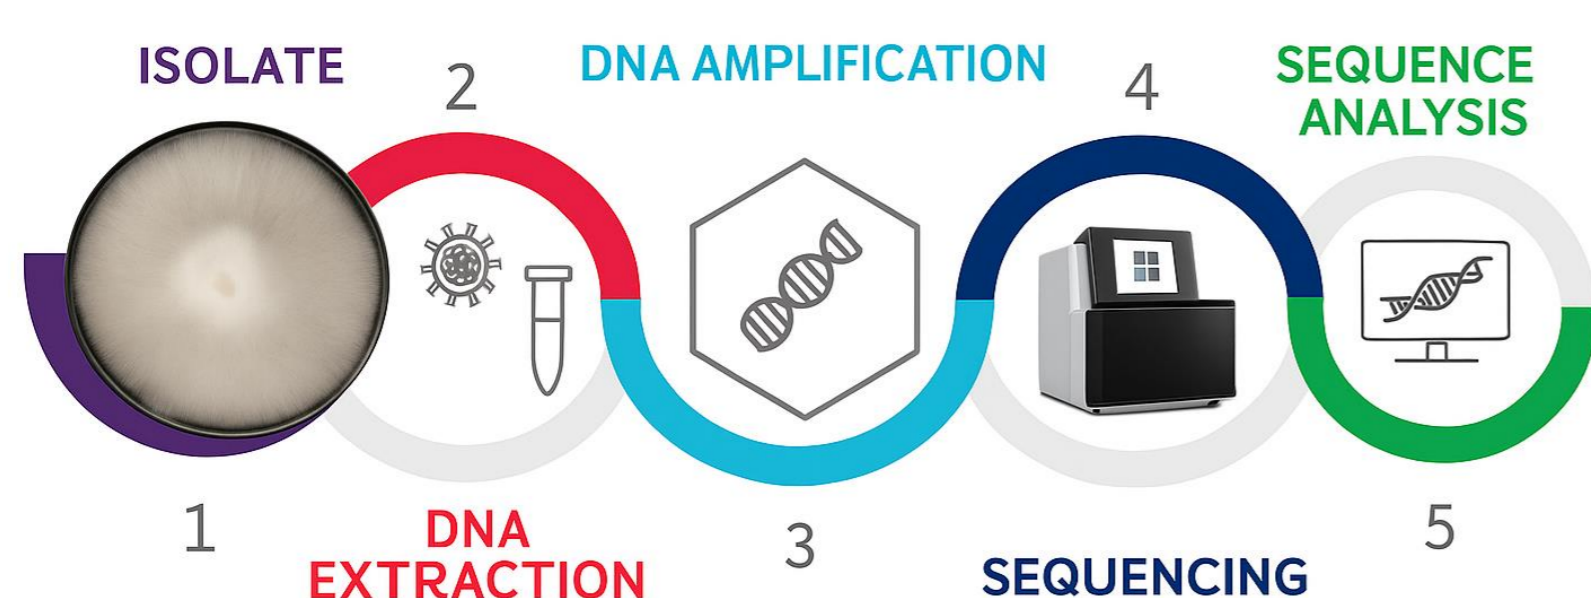 ISOLATE
1
2
DNA
EXTRACTION
DNA AMPLIFICATION
3
4
SEQUENCING
SEQUENCE
ANALYSIS
5